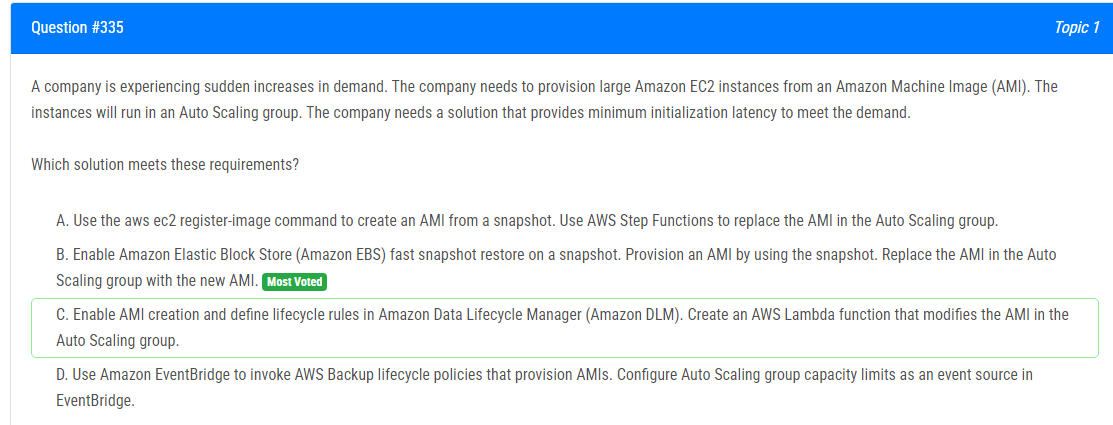 Question #335
Topic 1
A company is experiencing sudden increases in demand. The company needs to provision large Amazon EC2 instances from an Amazon Machine Image (AMI). The
instances will run in an Auto Scaling group. The company needs a solution that provides minimum initialization latency to meet the demand.
Which solution meets these requirements?
A. Use the aws ec2 register-image command to create an AMI from a snapshot. Use AWS Step Functions to replace the AMI in the Auto Scaling group.
B. Enable Amazon Elastic Block Store (Amazon EBS) fast snapshot restore on a snapshot. Provision an AMI by using the snapshot. Replace the AMI in the Auto
Scaling group with the new AMI. Most Voted
C. Enable AMI creation and define lifecycle rules in Amazon Data Lifecycle Manager (Amazon DLM). Create an AWS Lambda function that modifies the AMI in the
Auto Scaling group.
D. Use Amazon EventBridge to invoke AWS Backup lifecycle policies that provision AMIs. Configure Auto Scaling group capacity limits as an event source in
EventBridge.